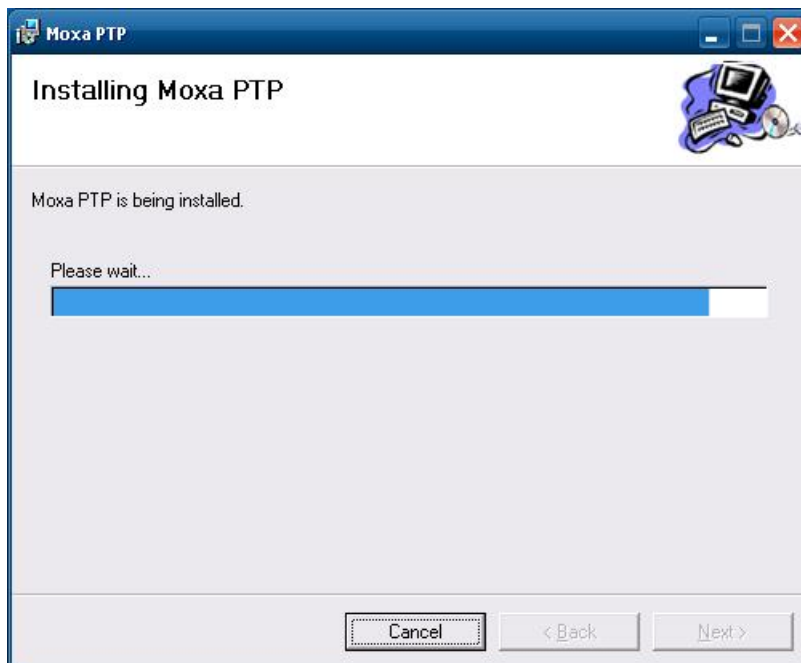 Moxa PTP
Installing Moxa PTP
Moxa PTP is being installed.
Please wait...
Cancel
< Back
Next >